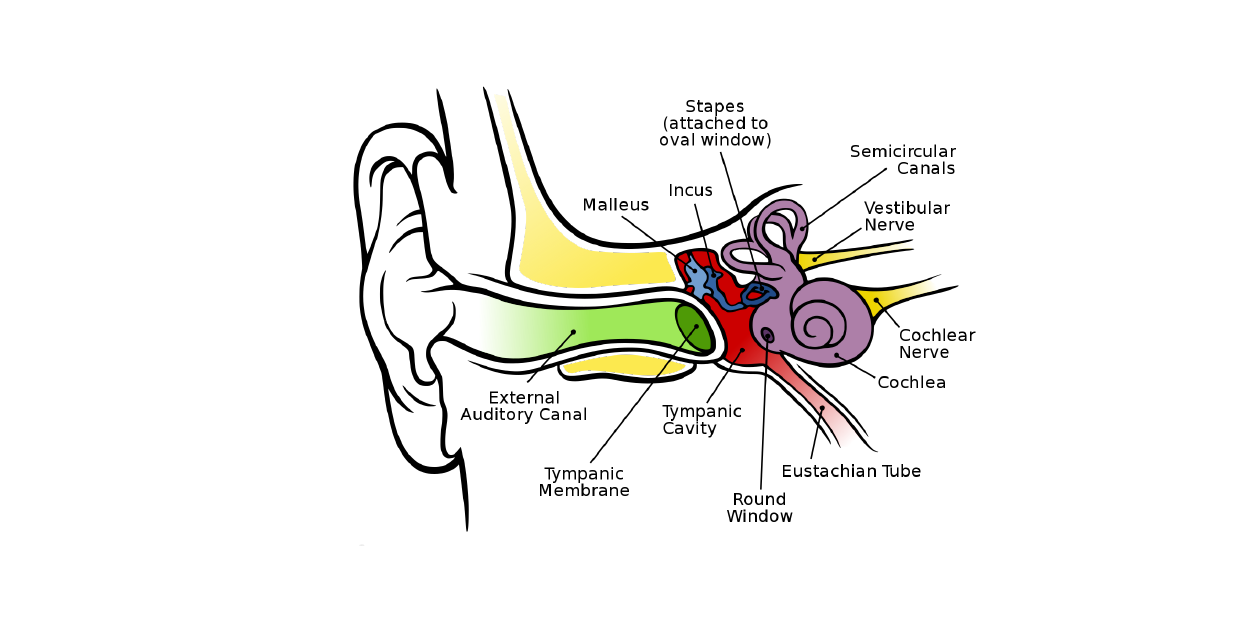 Stapes
(attached to
oval window)
Semicircular
Canals
Incus
Malleus
Vestibular
Nerve
Cochlear
Nerve
Cochlea
External
Auditory Canal
Tympanic
Cavity
Eustachian Tube
Tympanic
Membrane
Round
Window